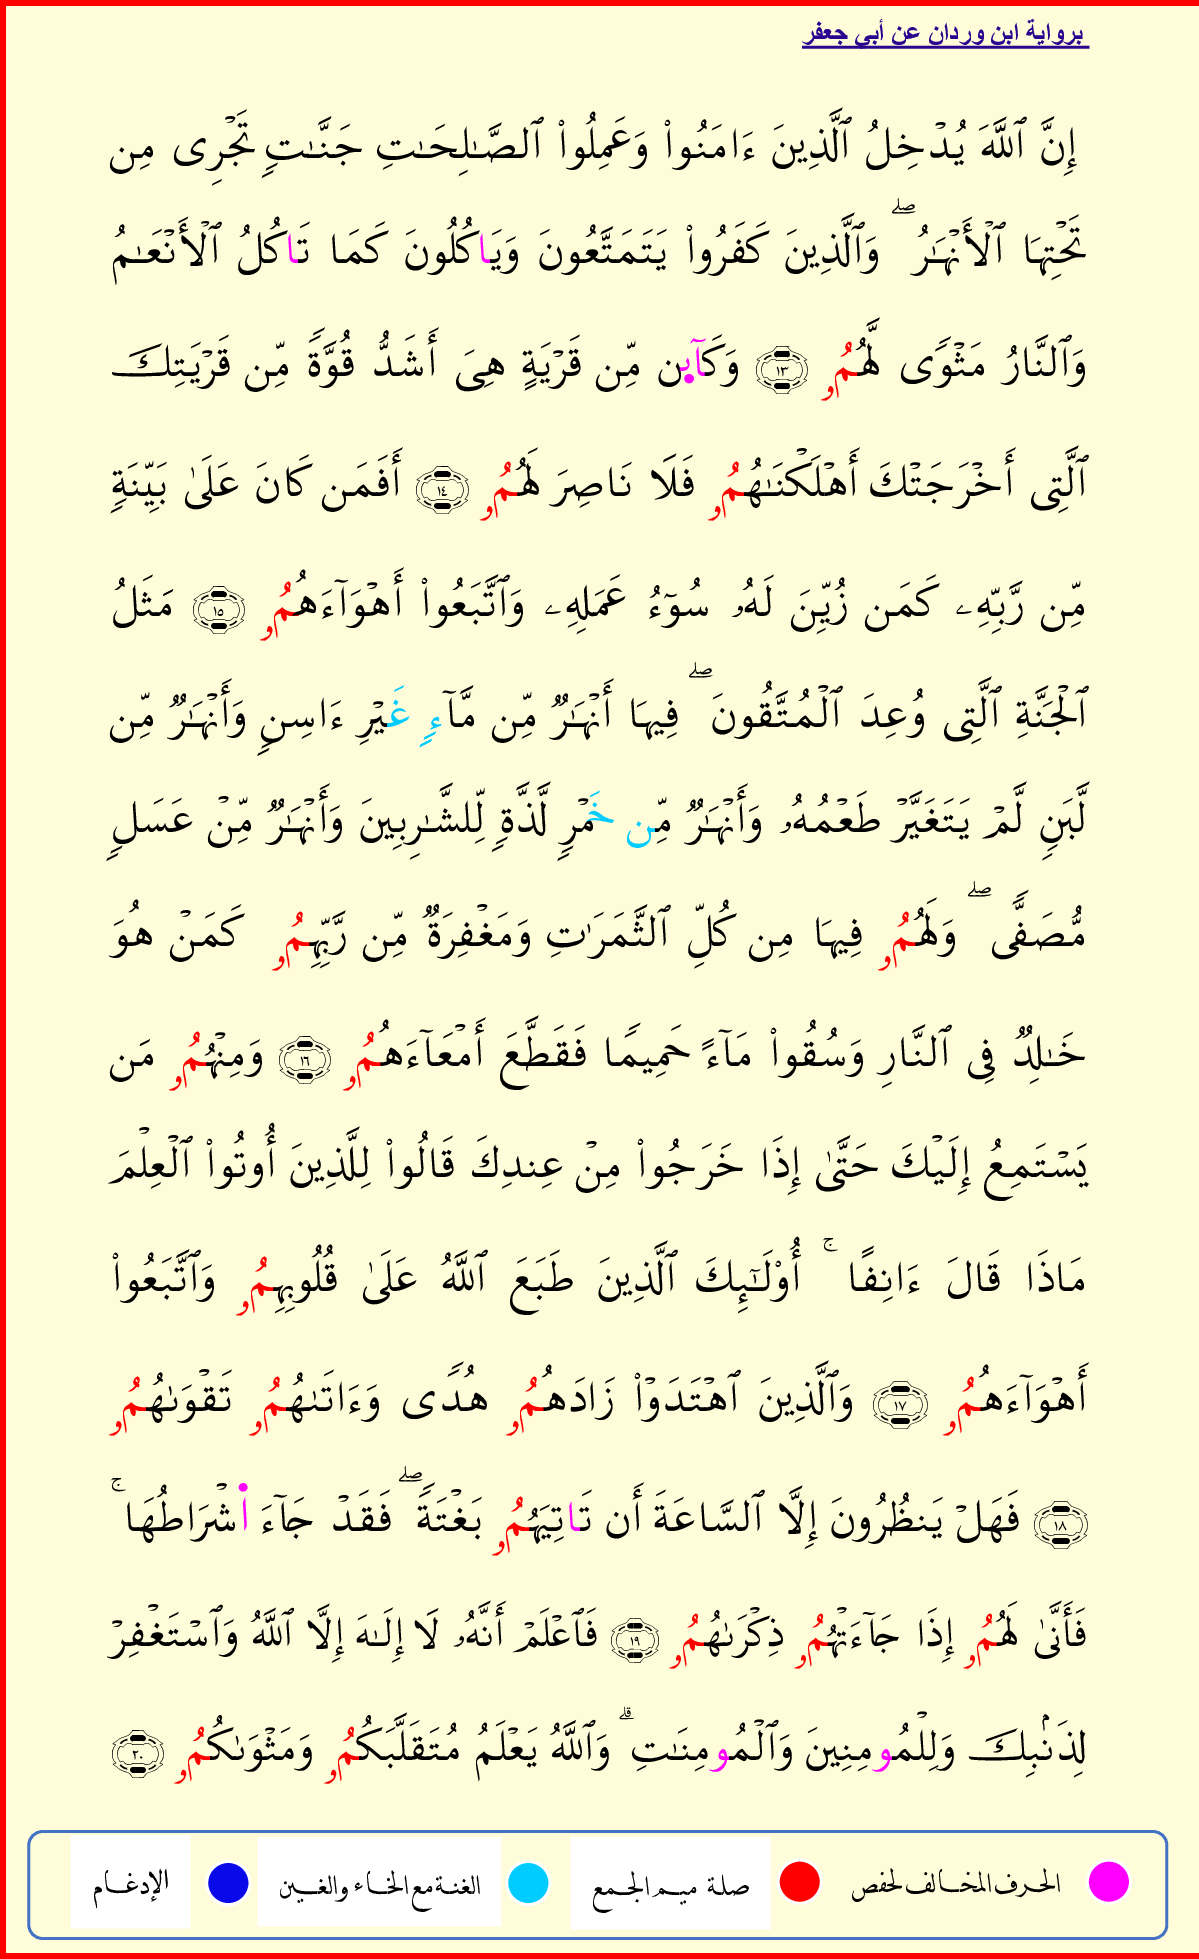 برواية ابن وردان عن أبي جعفر
إِنَّ ٱللَّهَ يُدْخِلُ ٱلَّذِينَ ءَامَنُوا۟ وَعَمِلُوا۟ ٱلصَّـٰلِحَـٰتِ جَنَّـٰتٍ تَجْرِى مِن
تَحْتِهَا ٱلْأَنْهَـٰرُ ۖ وَٱلَّذِينَ كَفَرُوا۟ يَتَمَتَّعُونَ وَيَاكُلُونَ كَمَا تَاكُلُ ٱلْأَنْعَـٰمُ
وَٱلنَّارُ مَثْوًى لَّهُمُۥ ١٣ وَكَآىِٕن مِّن قَرْيَةٍ هِىَ أَشَدُّ قُوَّةً مِّن قَرْيَتِكَ
ٱلَّتِى أَخْرَجَتْكَ أَهْلَكْنَـٰهُمُۥ فَلَا نَاصِرَ لَهُمُۥ ١٤ أَفَمَن كَانَ عَلَىٰ بَيِّنَةٍ
مِّن رَّبِّهِۦ كَمَن زُيِّنَ لَهُۥ سُوٓءُ عَمَلِهِۦ وَٱتَّبَعُوا۟ أَهْوَآءَهُمُۥ ١٥ مَثَلُ
ٱلْجَنَّةِ ٱلَّتِى وُعِدَ ٱلْمُتَّقُونَ ۖ فِيهَا أَنْهَـٰرٌ مِّن مَّآءٍ غَيْرِ ءَاسِنٍ وَأَنْهَـٰرٌ مِّن
لَّبَنٍ لَّمْ يَتَغَيَّرْ طَعْمُهُۥ وَأَنْهَـٰرٌ مِّن خَمْرٍ لَّذَّةٍ لِّلشَّـٰرِبِينَ وَأَنْهَـٰرٌ مِّنْ عَسَلٍ
مُّصَفًّى ۖ وَلَهُمُۥ فِيهَا مِن كُلِّ ٱلثَّمَرَٰتِ وَمَغْفِرَةٌ مِّن رَّبِّهِمُۥ كَمَنْ هُوَ
خَـٰلِدٌ فِى ٱلنَّارِ وَسُقُوا۟ مَآءً حَمِيمًا فَقَطَّعَ أَمْعَآءَهُمُۥ ١٦ وَمِنْهُمُۥ مَن
يَسْتَمِعُ إِلَيْكَ حَتَّىٰ إِذَا خَرَجُوا۟ مِنْ عِندِكَ قَالُوا۟ لِلَّذِينَ أُوتُوا۟ ٱلْعِلْمَ
مَاذَا قَالَ ءَانِفًا ۚ أُو۟لَـٰٓئِكَ ٱلَّذِينَ طَبَعَ ٱللَّهُ عَلَىٰ قُلُوبِهِمُۥ وَٱتَّبَعُوا۟
أَهْوَآءَهُمُۥ ١٧ وَٱلَّذِينَ ٱهْتَدَوْا۟ زَادَهُمُۥ هُدًى وَءَاتَىٰهُمُۥ تَقْوَىٰهُمُۥ
١٨ فَهَلْ يَنظُرُونَ إِلَّا ٱلسَّاعَةَ أَن تَاتِيَهُمُۥ بَغْتَةً ۖ فَقَدْ جَآءَ ا۬شْرَاطُهَا ۚ
فَأَنَّىٰ لَهُمُۥ إِذَا جَآءَتْهُمُۥ ذِكْرَىٰهُمُۥ ١٩ فَٱعْلَمْ أَنَّهُۥ لَا إِلَـٰهَ إِلَّا ٱللَّهُ وَٱسْتَغْفِرْ
لِذَنۢبِكَ وَلِلْمُومِنِينَ وَٱلْمُومِنَـٰتِ ۗ وَٱللَّهُ يَعْلَمُ مُتَقَلَّبَكُمُۥ وَمَثْوَىٰكُمُۥ ٢٠
الحرف المخالف لحفص صلة ميم الجمع الغنة مع الخاء والغين الإدغام